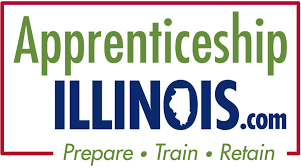 Apprenticeship
ILLINOIS.com
Prepare • Train • Retain